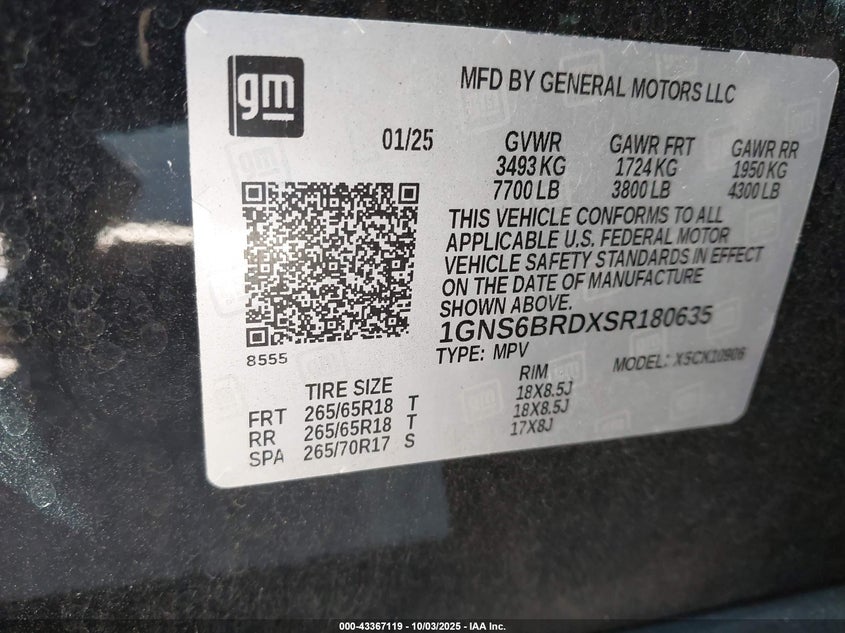 gm
MFD BY GENERAL MOTORS LLC
01/25 GVWR GAWR FRT GAWR RR
3493 KG 1724 KG 1950 KG
7700 LB 3800 LB 4300 LB
THIS VEHICLE CONFORMS TO ALL
APPLICABLE U.S. FEDERAL MOTOR
VEHICLE SAFETY STANDARDS IN EFFECT
ON THE DATE OF MANUFACTURE
SHOWN ABOVE.
1GNS6BRDXSR180635
8555
TYPE: MPV MODEL: XSCK10906
TIRE SIZE RIM
FRT 265/65R18 T 18X8.5J
RR 265/65R18 T 18X8.5J
SPA 265/70R17 S 17X8J
000-43367119 - 10/03/2025 - IAA Inc.